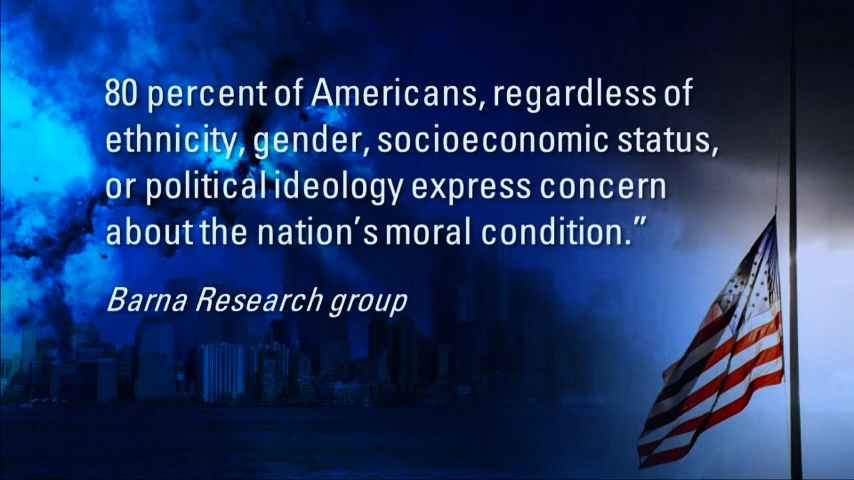 80 percent of Americans, regardless of
ethnicity, gender, socioeconomic status,
or political ideology express concern
about the nation’s moral condition.”
Barna Research group